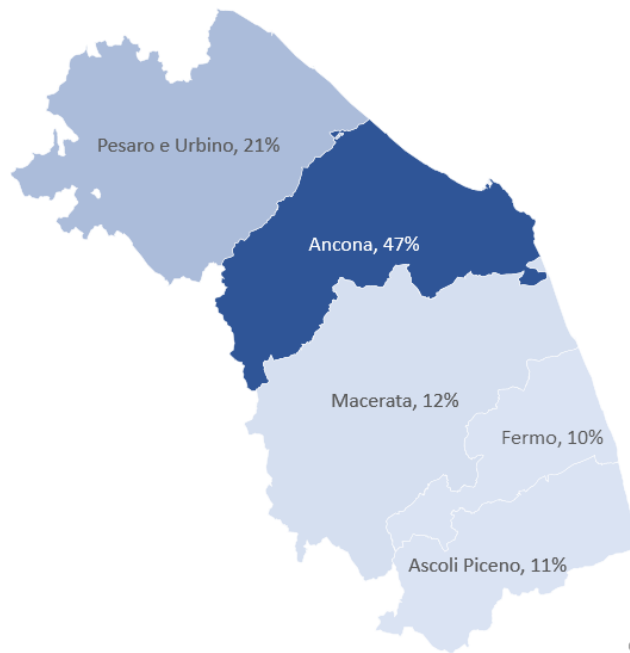 Pesaro e Urbino, 21%
Ancona, 47%
Macerata, 12%
Fermo, 10%
Ascoli Piceno, 11%